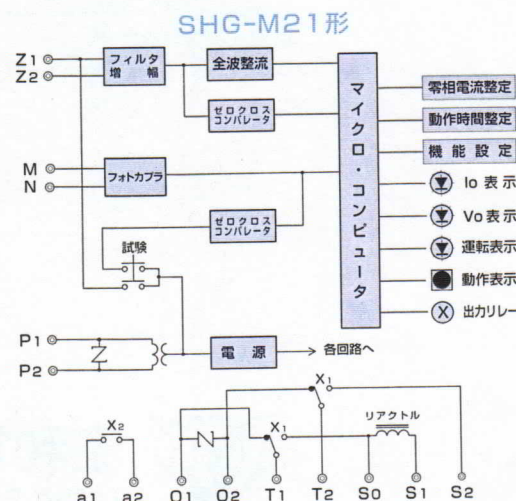 SHG-M21形
Z1
Z2
フィルタ
増幅
全波整流
ゼロクロス
コンパレータ
マイクロ・コンピュータ
零相電流整定
動作時間整定
機能設定
M
N
フォトカプラ
Io 表示
Vo 表示
ゼロクロス
コンパレータ
試験
運転表示
動作表示
X 出力リレー
P1
P2
Z
電源
各回路へ
X1
X2
Z
X1
リアクトル
a1 a2 O1 O2 T1 T2 So S1 S2